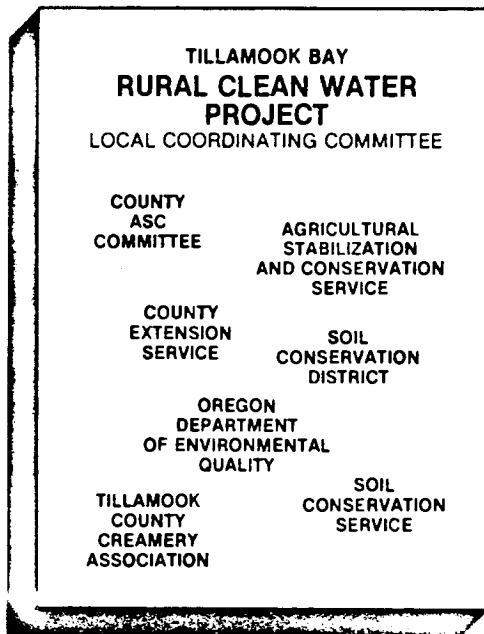 TILLAMOOK BAY
RURAL CLEAN WATER
PROJECT
LOCAL COORDINATING COMMITTEE
COUNTY
ASC
COMMITTEE
AGRICULTURAL
STABILIZATION
AND CONSERVATION
SERVICE
COUNTY
EXTENSION
SERVICE
SOIL
CONSERVATION
DISTRICT
OREGON
DEPARTMENT
OF ENVIRONMENTAL
QUALITY
TILLAMOOK
COUNTY
CREAMERY
ASSOCIATION
SOIL
CONSERVATION
SERVICE